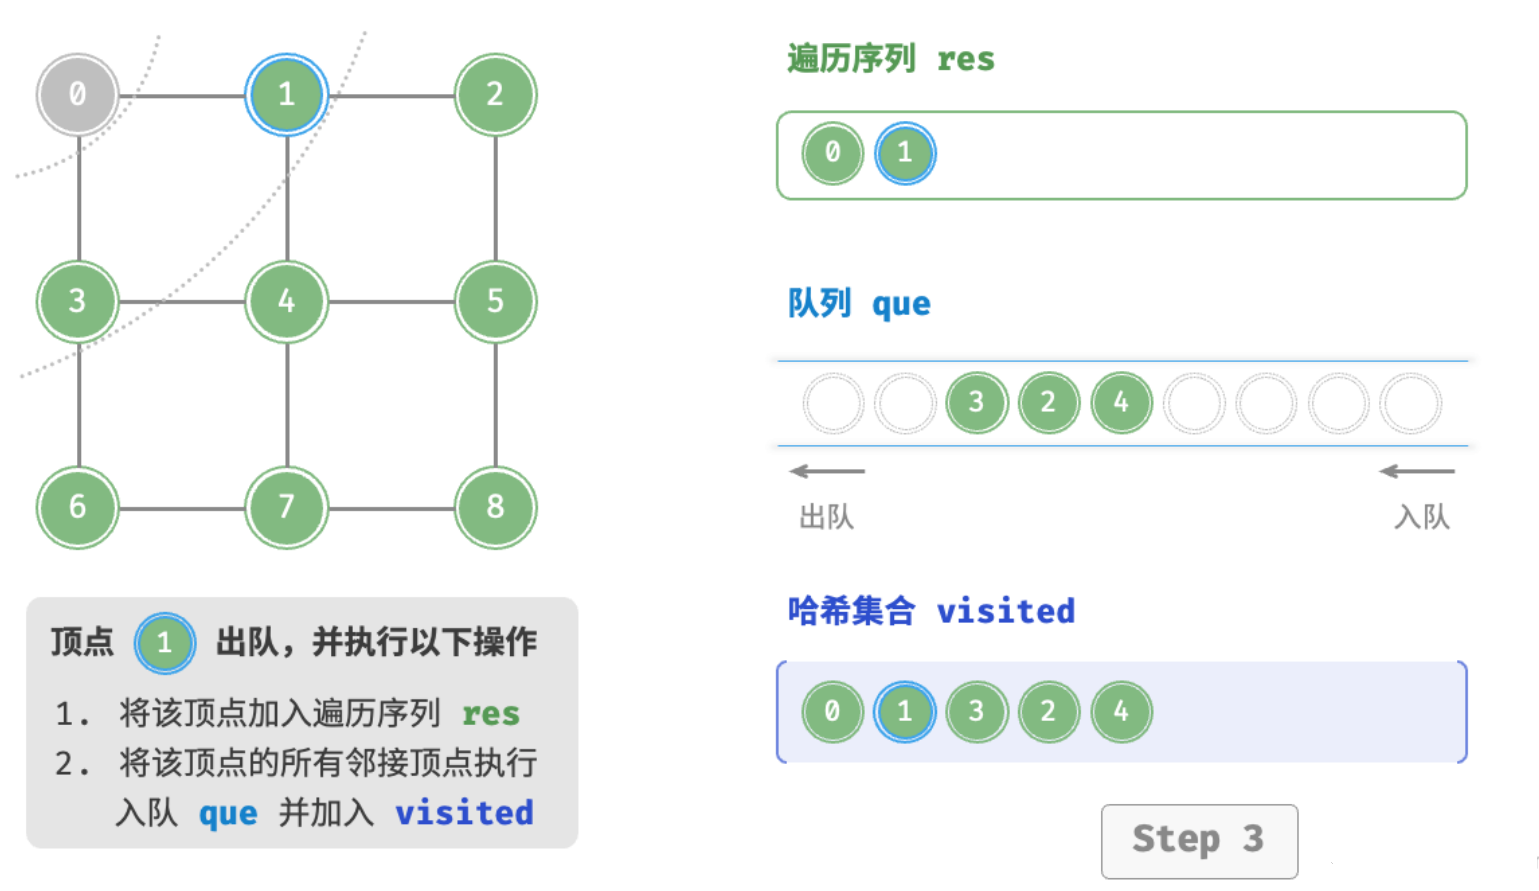 0 1 2
3 4 5
6 7 8
顶点 1 出队，并执行以下操作
1. 将该顶点加入遍历序列 res
2. 将该顶点的所有邻接顶点执行
入队 que 并加入 visited
遍历序列 res
0 1
队列 que
3 2 4
出队 入队
哈希集合 visited
0 1 3 2 4
Step 3